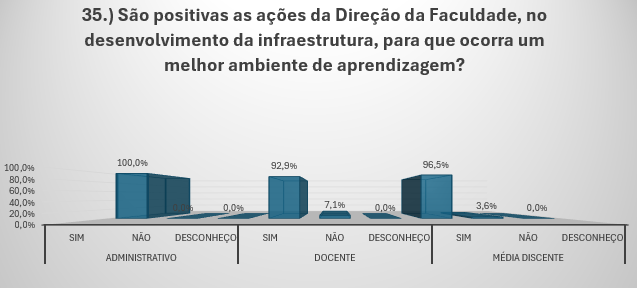 35.) São positivas as ações da Direção da Faculdade, no
desenvolvimento da infraestrutura, para que ocorra um
melhor ambiente de aprendizagem?
100,0%
92,9%
96,5%
100,0%
80,0%
60,0%
40,0%
20,0%
0,0%
0,0%
7,1%
0,0%
3,6%
0,0%
SIM NÃO DESCONHEÇO SIM NÃO DESCONHEÇO SIM NÃO DESCONHEÇO
ADMINISTRATIVO DOCENTE MÉDIA DISCENTE